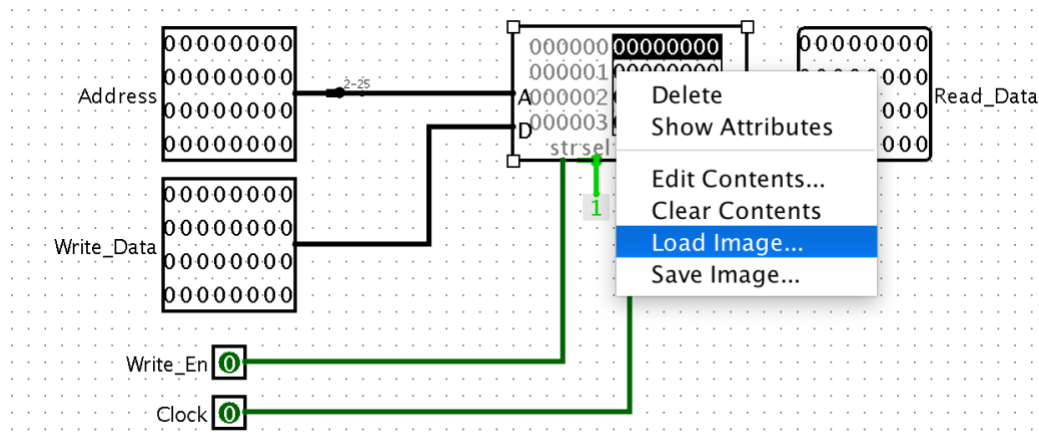 Address
00000000
00000000
00000000
00000000
2-25
A
D
000000 00000000
000001 00000000
000002
000003
str sel
1
00000000
00000000
Read_Data
000
000
Delete
Show Attributes
Edit Contents...
Clear Contents
Load Image...
Save Image...
Write_Data
00000000
00000000
00000000
00000000
Write_En 0
Clock 0